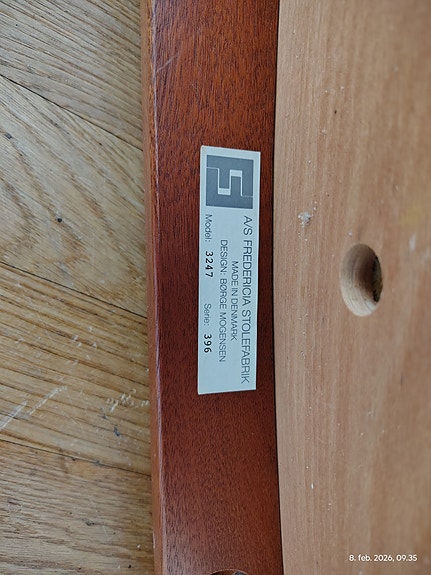 A/S FREDERICIA STOLEFABRIK
MADE IN DENMARK
DESIGN: BØRGE MOGENSEN
Model: 3247 Serie: 396
8. feb. 2026, 09.35